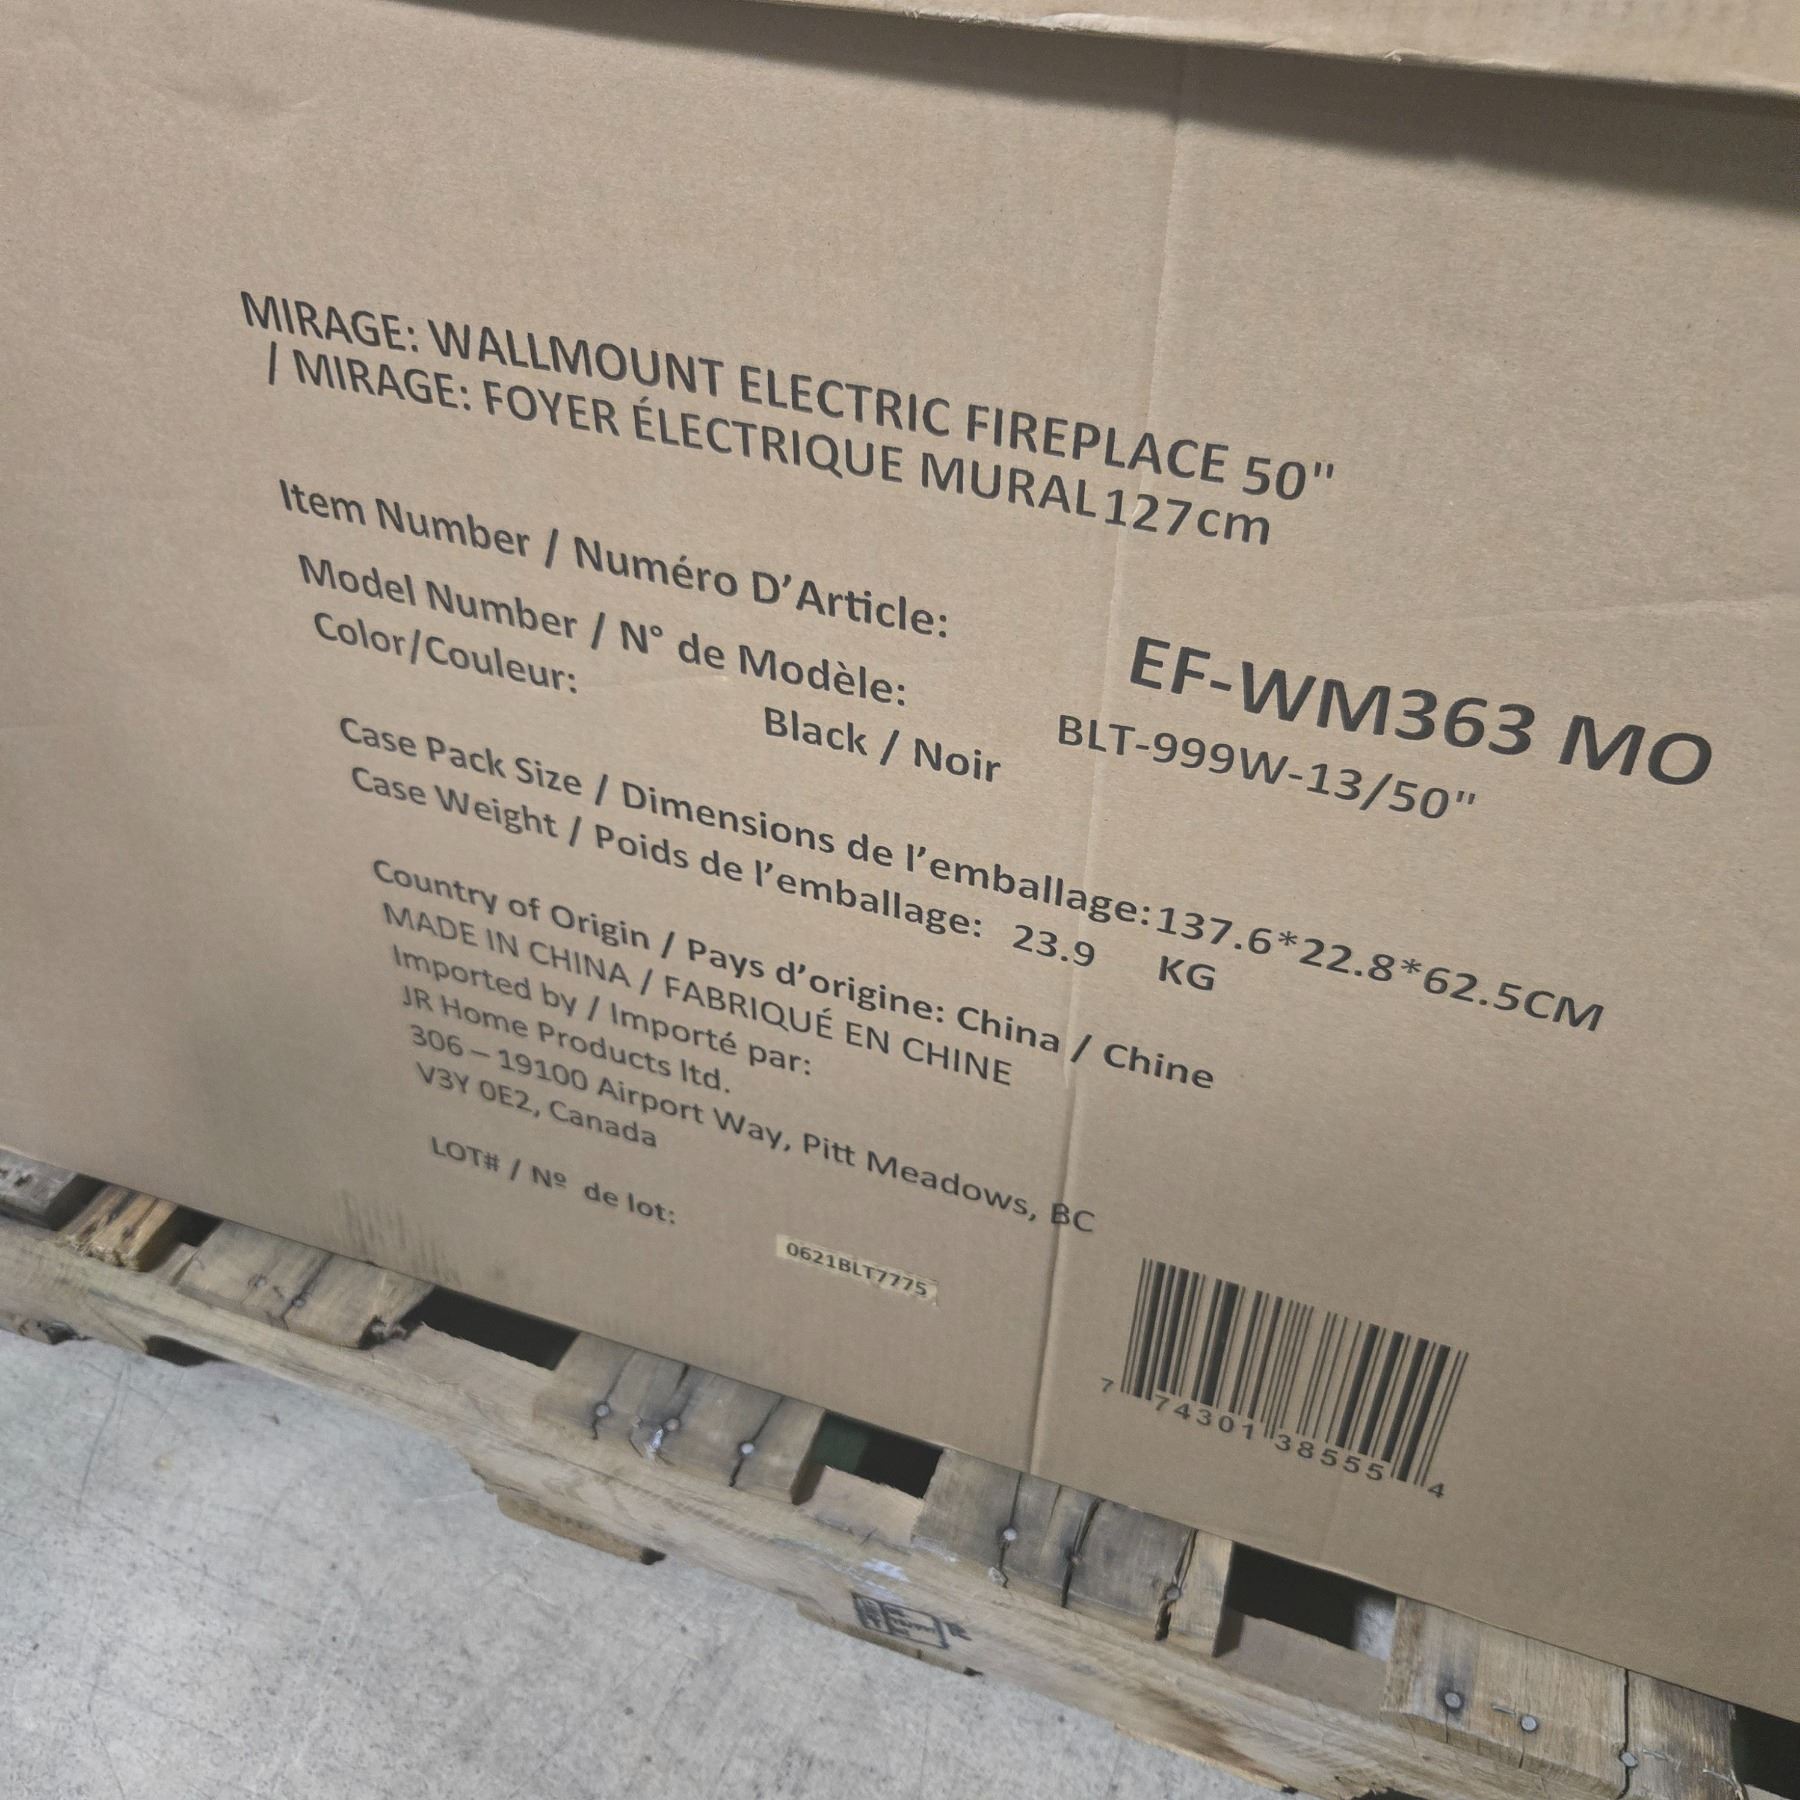 MIRAGE: WALLMOUNT ELECTRIC FIREPLACE 50"
/ MIRAGE: FOYER ÉLECTRIQUE MURAL 127cm
Item Number / Numéro D'Article: EF-WM363 MO
Model Number / N° de Modèle: BLT-999W-13/50"
Color/Couleur: Black / Noir
Case Pack Size / Dimensions de l'emballage: 137.6*22.8*62.5CM
Case Weight / Poids de l'emballage: 23.9 KG
Country of Origin / Pays d'origine: China / Chine
MADE IN CHINA / FABRIQUÉ EN CHINE
Imported by / Importé par:
JR Home Products ltd.
306 – 19100 Airport Way, Pitt Meadows, BC
V3Y 0E2, Canada
LOT# / Nº de lot: 0621BLT7775
7 74301 38555 4